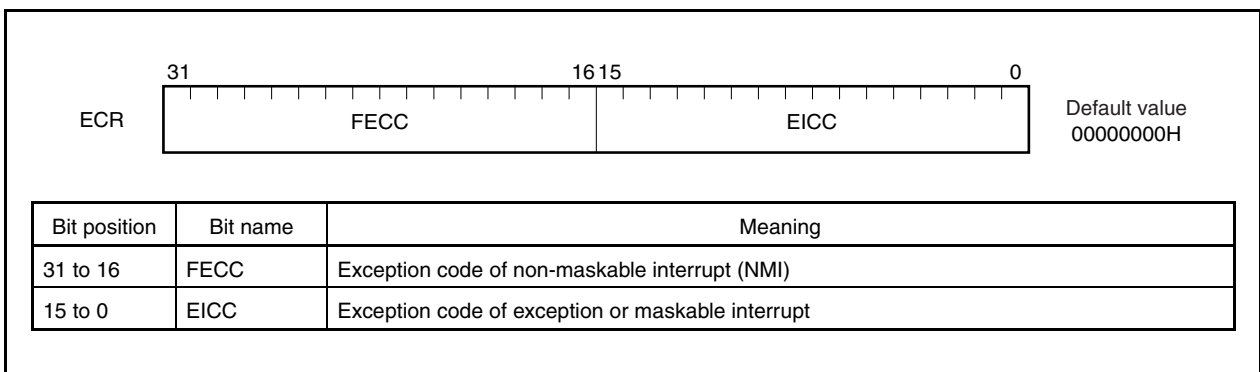 31 16 15 0
ECR FECC EICC Default value
00000000H
Bit position Bit name Meaning
31 to 16 FECC Exception code of non-maskable interrupt (NMI)
15 to 0 EICC Exception code of exception or maskable interrupt